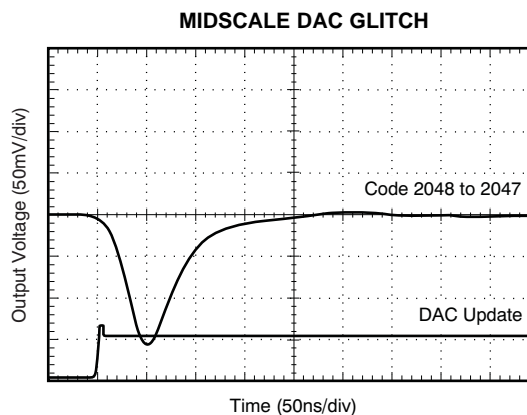 MIDSCALE DAC GLITCH
Output Voltage (50mV/div)
Code 2048 to 2047
DAC Update
Time (50ns/div)